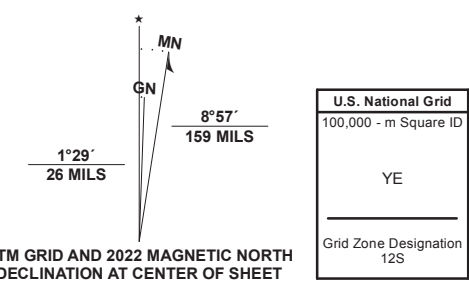 ★
MN
GN
1°29´
26 MILS
8°57´
159 MILS
TM GRID AND 2022 MAGNETIC NORTH
DECLINATION AT CENTER OF SHEET
U.S. National Grid
100,000 - m Square ID
YE
Grid Zone Designation
12S